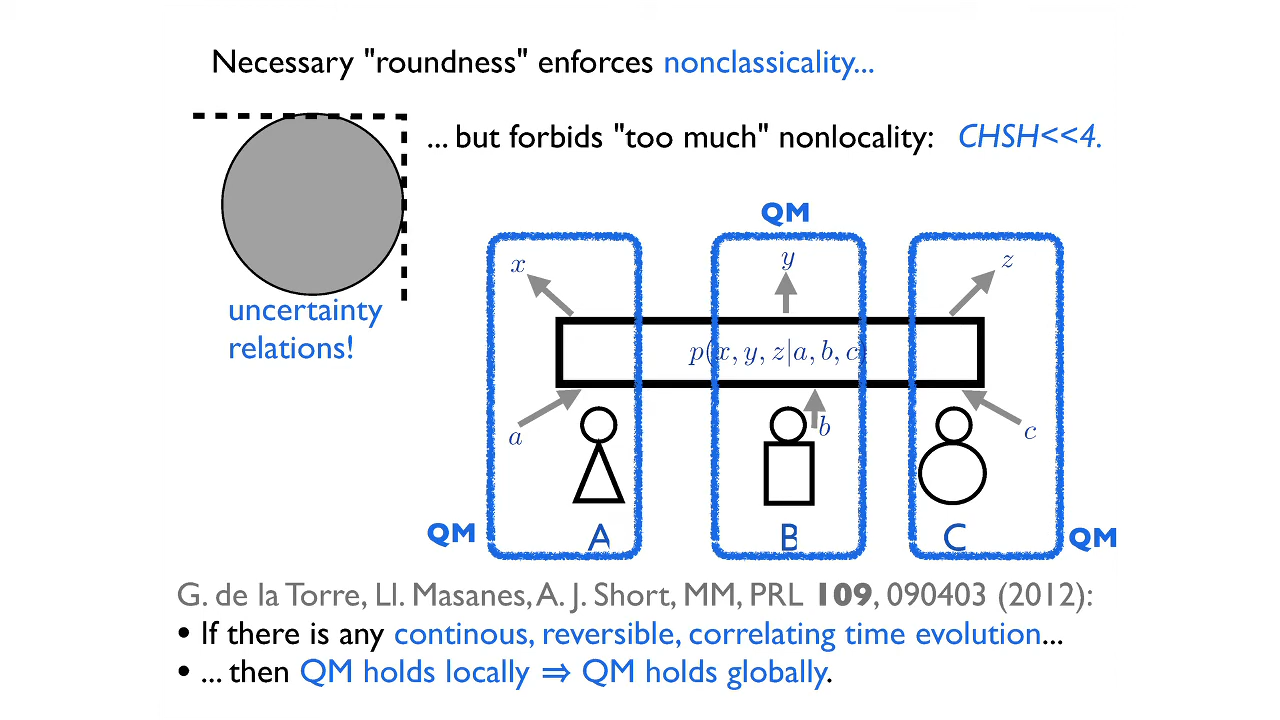 Necessary "roundness" enforces nonclassicality...
... but forbids "too much" nonlocality: CHSH<<4.
uncertainty
relations!
QM
x
y
z
p(x, y, z|a, b, c)
a
b
c
A
B
C
QM
QM
G. de la Torre, Ll. Masanes, A. J. Short, MM, PRL 109, 090403 (2012):
• If there is any continous, reversible, correlating time evolution...
• ... then QM holds locally ⇒ QM holds globally.